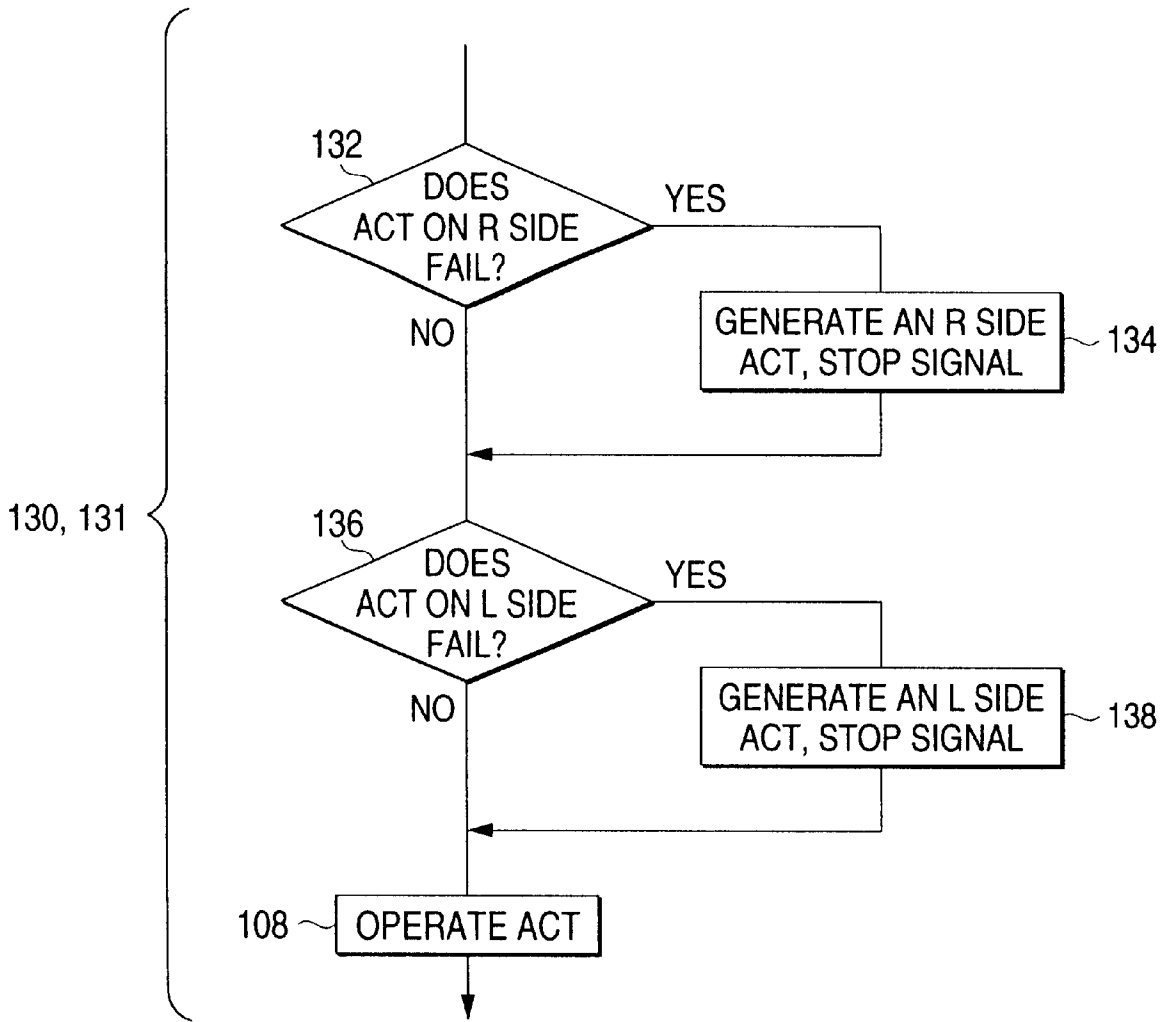 132
DOES
ACT ON R SIDE
FAIL?
YES
NO
GENERATE AN R SIDE
ACT, STOP SIGNAL
134
130, 131
136
DOES
ACT ON L SIDE
FAIL?
YES
NO
GENERATE AN L SIDE
ACT, STOP SIGNAL
138
108
OPERATE ACT